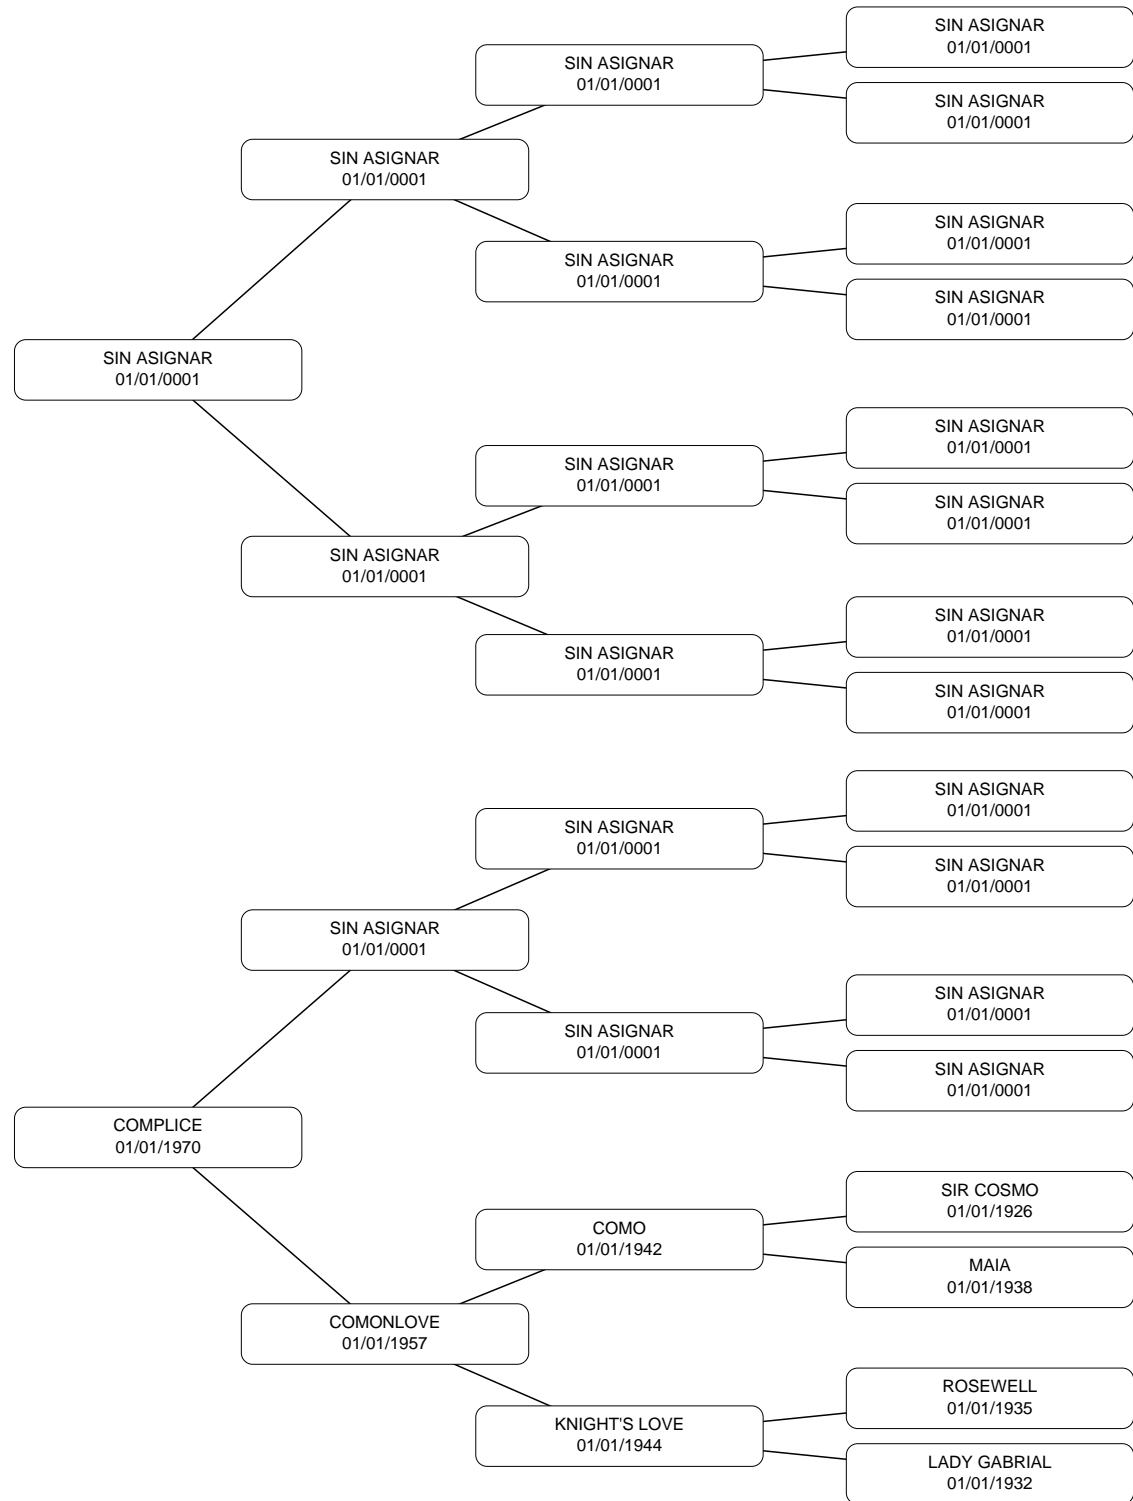 SIN ASIGNAR
01/01/0001
SIN ASIGNAR
01/01/0001
SIN ASIGNAR
01/01/0001
SIN ASIGNAR
01/01/0001
SIN ASIGNAR
01/01/0001
SIN ASIGNAR
01/01/0001
SIN ASIGNAR
01/01/0001
SIN ASIGNAR
01/01/0001
SIN ASIGNAR
01/01/0001
SIN ASIGNAR
01/01/0001
SIN ASIGNAR
01/01/0001
SIN ASIGNAR
01/01/0001
SIN ASIGNAR
01/01/0001
SIN ASIGNAR
01/01/0001
SIN ASIGNAR
01/01/0001
SIN ASIGNAR
01/01/0001
SIN ASIGNAR
01/01/0001
SIN ASIGNAR
01/01/0001
SIN ASIGNAR
01/01/0001
SIN ASIGNAR
01/01/0001
SIN ASIGNAR
01/01/0001
SIN ASIGNAR
01/01/0001
COMPLICE
01/01/1970
SIR COSMO
01/01/1926
COMO
01/01/1942
MAIA
01/01/1938
COMONLOVE
01/01/1957
ROSEWELL
01/01/1935
KNIGHT'S LOVE
01/01/1944
LADY GABRIAL
01/01/1932